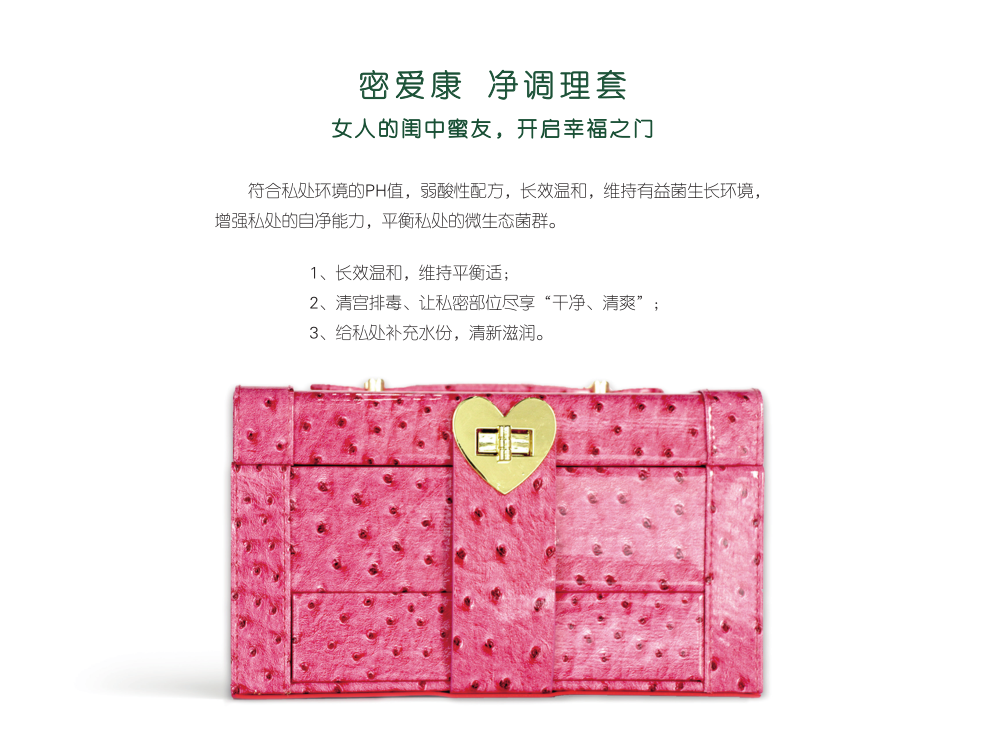 密爱康 净调理套
女人的闺中蜜友，开启幸福之门
符合私处环境的PH值，弱酸性配方，长效温和，维持有益菌生长环境，
增强私处的自净能力，平衡私处的微生态菌群。
1、长效温和，维持平衡适；
2、清宫排毒、让私密部位尽享“干净、清爽”；
3、给私处补充水份，清新滋润。